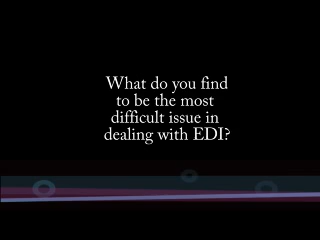 What do you find
to be the most
difficult issue in
dealing with EDI?